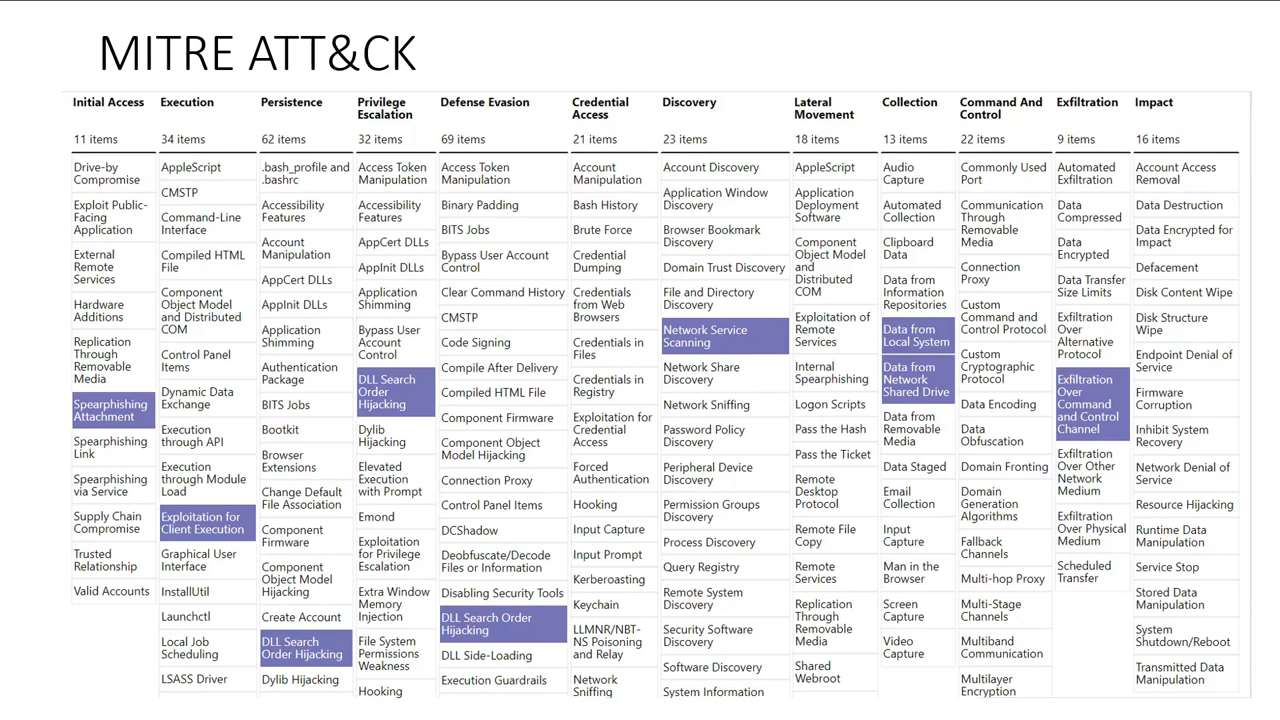 MITRE ATT&CK
Initial Access
11 items
Drive-by
Compromise
Exploit Public-
Facing
Application
External
Remote
Services
Hardware
Additions
Replication
Through
Removable
Media
Spearphishing
Attachment
Spearphishing
Link
Spearphishing
via Service
Supply Chain
Compromise
Trusted
Relationship
Valid Accounts
Execution
34 items
AppleScript
CMSTP
Command-Line
Interface
Compiled HTML
File
Component
Object Model
and Distributed
COM
Control Panel
Items
Dynamic Data
Exchange
Execution
through API
Execution
through Module
Load
Exploitation for
Client Execution
Graphical User
Interface
InstallUtil
Launchctl
Local Job
Scheduling
LSASS Driver
Persistence
62 items
.bash_profile and
.bashrc
Accessibility
Features
Account
Manipulation
AppCert DLLs
AppInit DLLs
Application
Shimming
Authentication
Package
BITS Jobs
Bootkit
Browser
Extensions
Change Default
File Association
Component
Firmware
Component
Object Model
Hijacking
Create Account
DLL Search
Order Hijacking
Dylib Hijacking
Privilege
Escalation
32 items
Access Token
Manipulation
Accessibility
Features
AppCert DLLs
AppInit DLLs
Application
Shimming
Bypass User
Account
Control
DLL Search
Order
Hijacking
Dylib
Hijacking
Elevated
Execution
with Prompt
Emond
Exploitation
for Privilege
Escalation
Extra Window
Memory
Injection
File System
Permissions
Weakness
Hooking
Defense Evasion
69 items
Access Token
Manipulation
Binary Padding
BITS Jobs
Bypass User Account
Control
Clear Command History
CMSTP
Code Signing
Compile After Delivery
Compiled HTML File
Component Firmware
Component Object
Model Hijacking
Connection Proxy
Control Panel Items
DCShadow
Deobfuscate/Decode
Files or Information
Disabling Security Tools
DLL Search Order
Hijacking
DLL Side-Loading
Execution Guardrails
Credential
Access
21 items
Account
Manipulation
Bash History
Brute Force
Credential
Dumping
Credentials
from Web
Browsers
Credentials in
Files
Credentials in
Registry
Exploitation for
Credential
Access
Forced
Authentication
Hooking
Input Capture
Input Prompt
Kerberoasting
Keychain
LLMNR/NBT-
NS Poisoning
and Relay
Network
Sniffing
Discovery
23 items
Account Discovery
Application Window
Discovery
Browser Bookmark
Discovery
Domain Trust Discovery
File and Directory
Discovery
Network Service
Scanning
Network Share
Discovery
Network Sniffing
Password Policy
Discovery
Peripheral Device
Discovery
Permission Groups
Discovery
Process Discovery
Query Registry
Remote System
Discovery
Security Software
Discovery
Software Discovery
System Information
Lateral
Movement
18 items
AppleScript
Application
Deployment
Software
Component
Object Model
and
Distributed
COM
Exploitation of
Remote
Services
Internal
Spearphishing
Logon Scripts
Pass the Hash
Pass the Ticket
Remote
Desktop
Protocol
Remote File
Copy
Remote
Services
Replication
Through
Removable
Media
Shared
Webroot
Collection
13 items
Audio
Capture
Automated
Collection
Clipboard
Data
Data from
Information
Repositories
Data from
Local System
Data from
Network
Shared Drive
Data from
Removable
Media
Data Staged
Email
Collection
Input
Capture
Man in the
Browser
Screen
Capture
Video
Capture
Command And
Control
22 items
Commonly Used
Port
Communication
Through
Removable
Media
Connection
Proxy
Custom
Command and
Control Protocol
Custom
Cryptographic
Protocol
Data Encoding
Data
Obfuscation
Domain Fronting
Domain
Generation
Algorithms
Fallback
Channels
Multi-hop Proxy
Multi-Stage
Channels
Multiband
Communication
Multilayer
Encryption
Exfiltration
9 items
Automated
Exfiltration
Data
Compressed
Data
Encrypted
Data Transfer
Size Limits
Exfiltration
Over
Alternative
Protocol
Exfiltration
Over
Command
and Control
Channel
Exfiltration
Over Other
Network
Medium
Exfiltration
Over Physical
Medium
Scheduled
Transfer
Impact
16 items
Account Access
Removal
Data Destruction
Data Encrypted for
Impact
Defacement
Disk Content Wipe
Disk Structure
Wipe
Endpoint Denial of
Service
Firmware
Corruption
Inhibit System
Recovery
Network Denial of
Service
Resource Hijacking
Runtime Data
Manipulation
Service Stop
Stored Data
Manipulation
System
Shutdown/Reboot
Transmitted Data
Manipulation